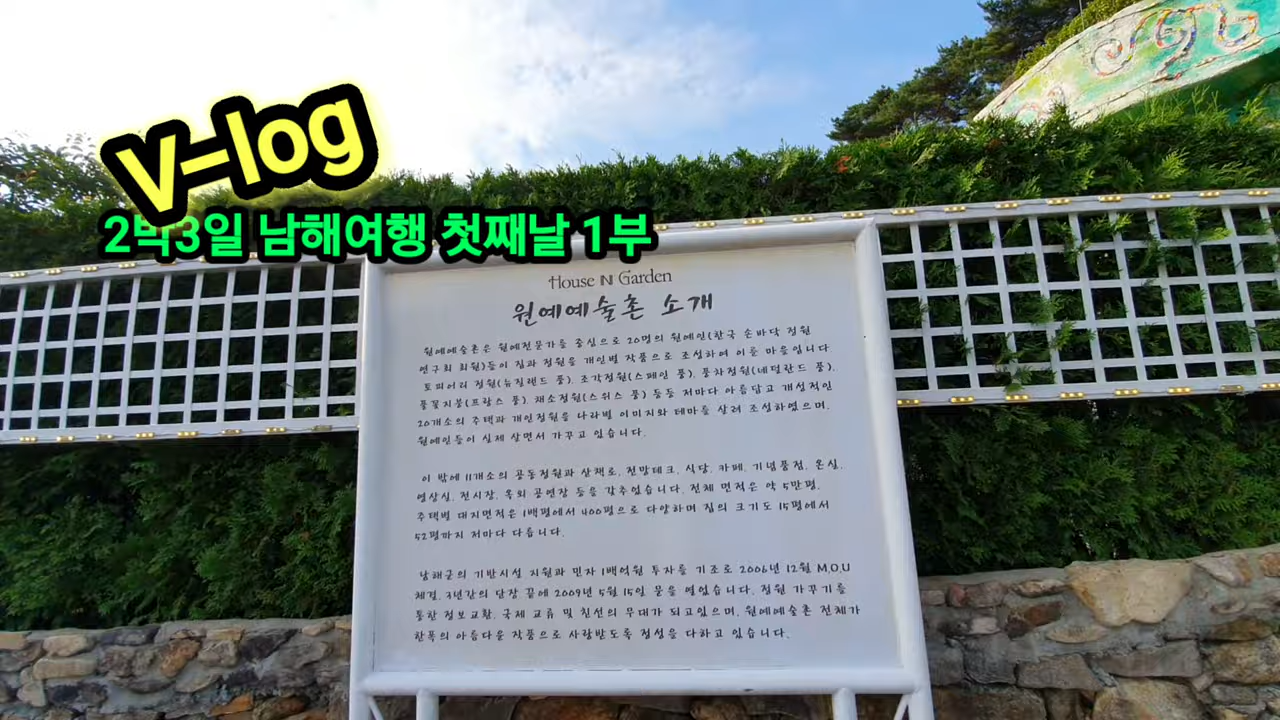 V-log
2박3일 남해여행 첫째날 1부
House IN Garden
원예예술촌 소개
원예예술촌은 원예전문가를 중심으로 20명의 원예인(한국 손바닥 정원
연구회 회원)들이 집과 정원을 개인별 작품으로 조성하여 이룬 마을입니다
토피어리 정원(뉴질랜드 풍), 조각정원(스페인 풍), 풍차정원(네덜란드 풍),
풀꽃지붕(프랑스 풍), 채소정원(스위스 풍) 등등 저마다 아름답고 개성적인
20개소의 주택과 개인정원을 나라별 이미지와 테마를 살려 조성하였으며,
원예인들이 실제 살면서 가꾸고 있습니다.
이 밖에 11개소의 공동정원과 산책로, 전망데크, 식당, 카페, 기념품점, 온실,
영상실, 전시장, 옥외 공연장 등을 갖추었습니다. 전체 면적은 약 5만평,
주택별 대지면적은 1백평에서 400평으로 다양하며 집의 크기도 15평에서
52평까지 저마다 다릅니다.
남해군의 기반시설 지원과 민자 1백억원 투자를 기조로 2006년 12월 M.O.U
체결, 3년간의 단장 끝에 2009년 5월 15일 문을 열었습니다. 정원 가꾸기를
통한 정보교환, 국제 교류 및 친선의 무대가 되고있으며, 원예예술촌 전체가
한폭의 아름다운 작품으로 사랑받도록 정성을 다하고 있습니다.